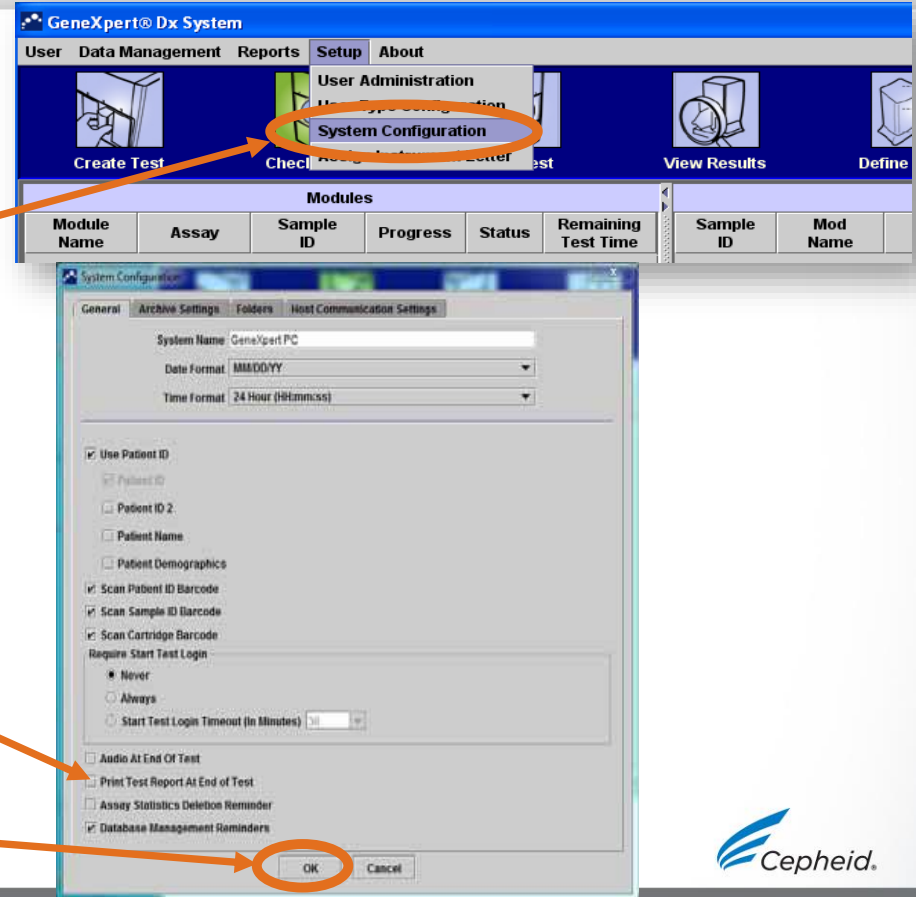 GeneXpert® Dx System
User Data Management Reports Setup About
User Administration
System Configuration
Create Test
View Results
Define
Modules
Module Name Assay Sample ID Progress Status Remaining Test Time Sample ID Mod Name
System Configuration
General Archive Settings Folders Host Communication Settings
System Name GeneXpert PC
Date Format MM/DD/YY
Time Format 24 Hour (HH:mm:ss)
Use Patient ID
Patient ID
Patient ID 2
Patient Name
Patient Demographics
Scan Patient ID Barcode
Scan Sample ID Barcode
Scan Cartridge Barcode
Require Start Test Login
Never
Always
Start Test Login Timeout (In Minutes)
Audio At End Of Test
Print Test Report At End of Test
Assay Statistics Deletion Reminder
Database Management Reminders
OK Cancel
Cepheid.